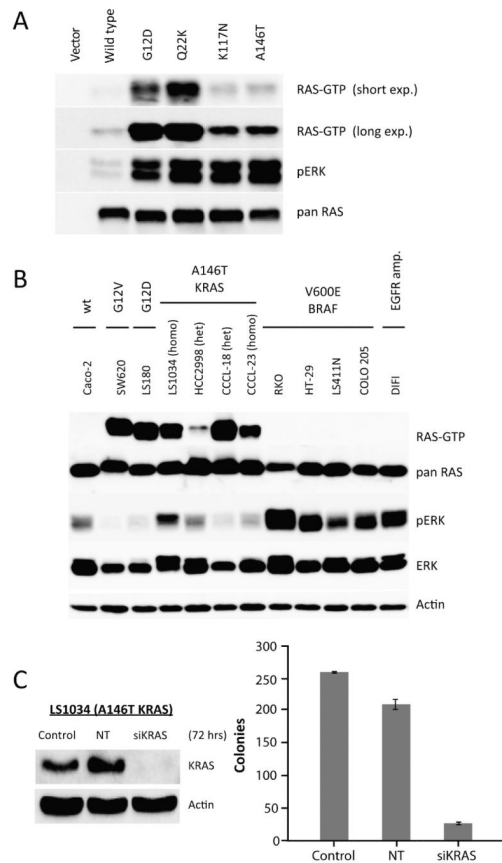 A
Vector
Wild type
G12D
Q22K
K117N
A146T
RAS-GTP (short exp.)
RAS-GTP (long exp.)
pERK
pan RAS
B
wt
G12V
G12D
A146T
KRAS
V600E
BRAF
EGFR amp.
Caco-2
SW620
LS180
LS1034 (homo)
HCC2998 (het)
CCCL-18 (het)
CCCL-23 (homo)
RKO
HT-29
LS411N
COLO 205
DIFI
RAS-GTP
pan RAS
pERK
ERK
Actin
C
LS1034 (A146T KRAS)
Control NT siKRAS (72 hrs)
KRAS
Actin
Colonies
300
250
200
150
100
50
0
Control NT siKRAS